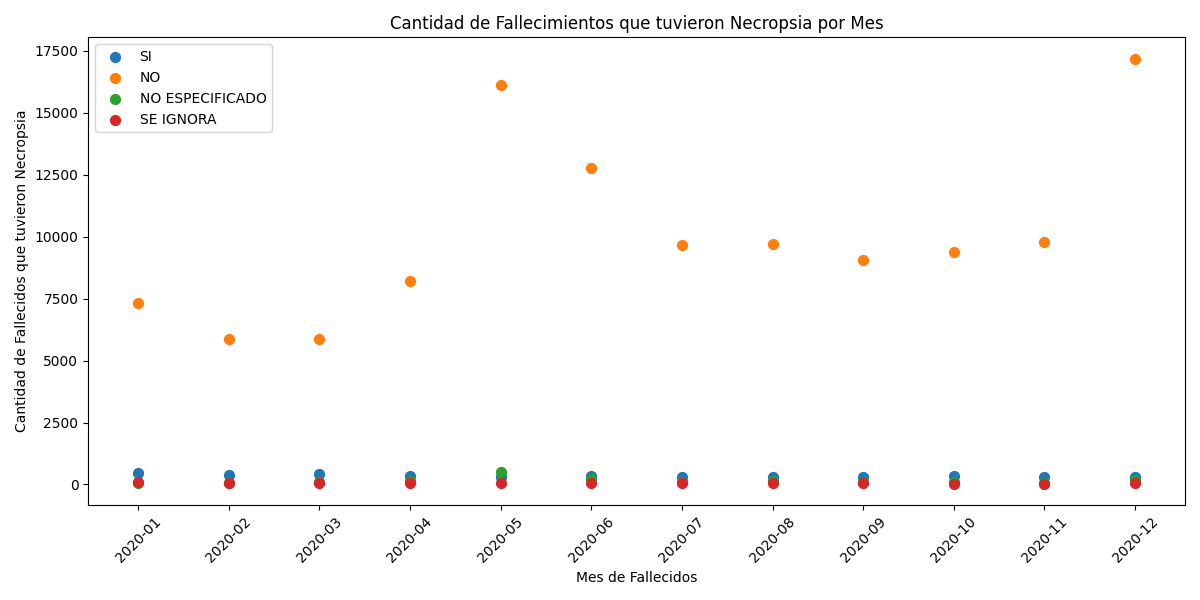 Cantidad de Fallecimientos que tuvieron Necropsia por Mes
SI
NO
NO ESPECIFICADO
SE IGNORA
Cantidad de Fallecidos que tuvieron Necropsia
17500
15000
12500
10000
7500
5000
2500
0
2020-01
2020-02
2020-03
2020-04
2020-05
2020-06
2020-07
2020-08
2020-09
2020-10
2020-11
2020-12
Mes de Fallecidos